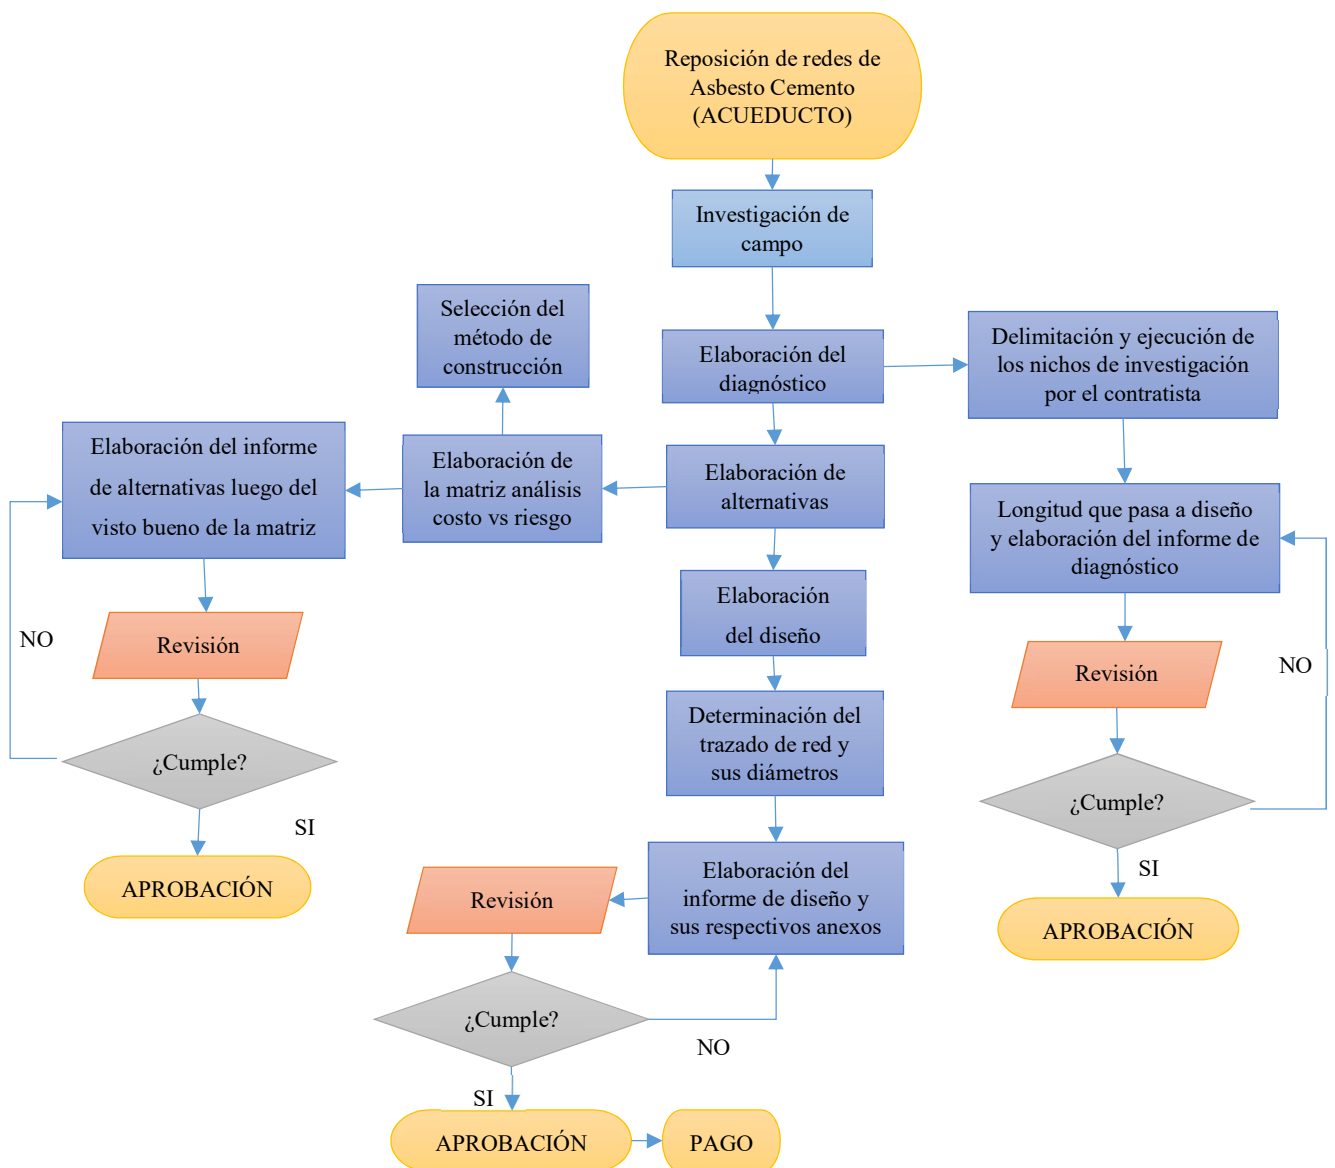 Reposición de redes de
Asbesto Cemento
(ACUEDUCTO)
Investigación de
campo
Selección del
método de
construcción
Elaboración del
diagnóstico
Delimitación y ejecución de
los nichos de investigación
por el contratista
Elaboración del informe
de alternativas luego del
visto bueno de la matriz
Elaboración de
la matriz análisis
costo vs riesgo
Elaboración de
alternativas
Longitud que pasa a diseño
y elaboración del informe de
diagnóstico
Elaboración
del diseño
NO
Revisión
Revisión
NO
Determinación del
trazado de red y
sus diámetros
¿Cumple?
¿Cumple?
SI
SI
APROBACIÓN
Revisión
Elaboración del
informe de diseño y
sus respectivos anexos
APROBACIÓN
¿Cumple?
NO
SI
APROBACIÓN
PAGO